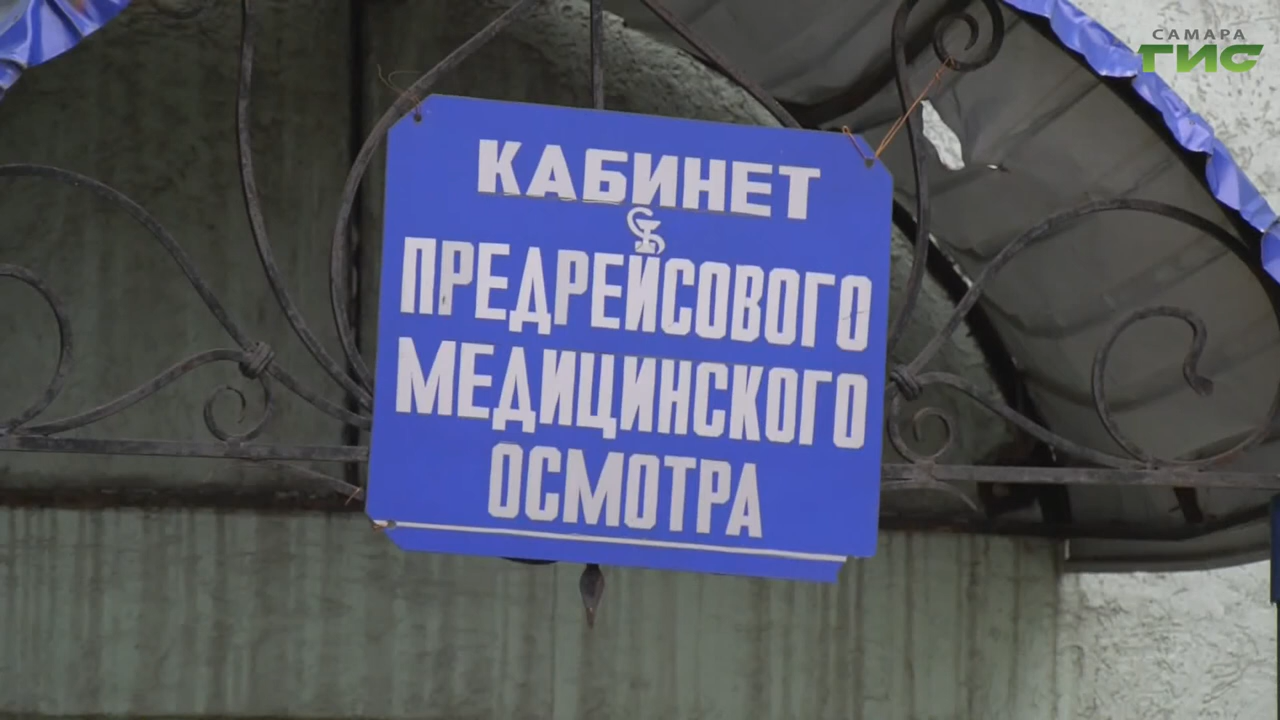 САМАРА
ГИС
КАБИНЕТ
ПРЕДРЕЙСОВОГО
МЕДИЦИНСКОГО
ОСМОТРА